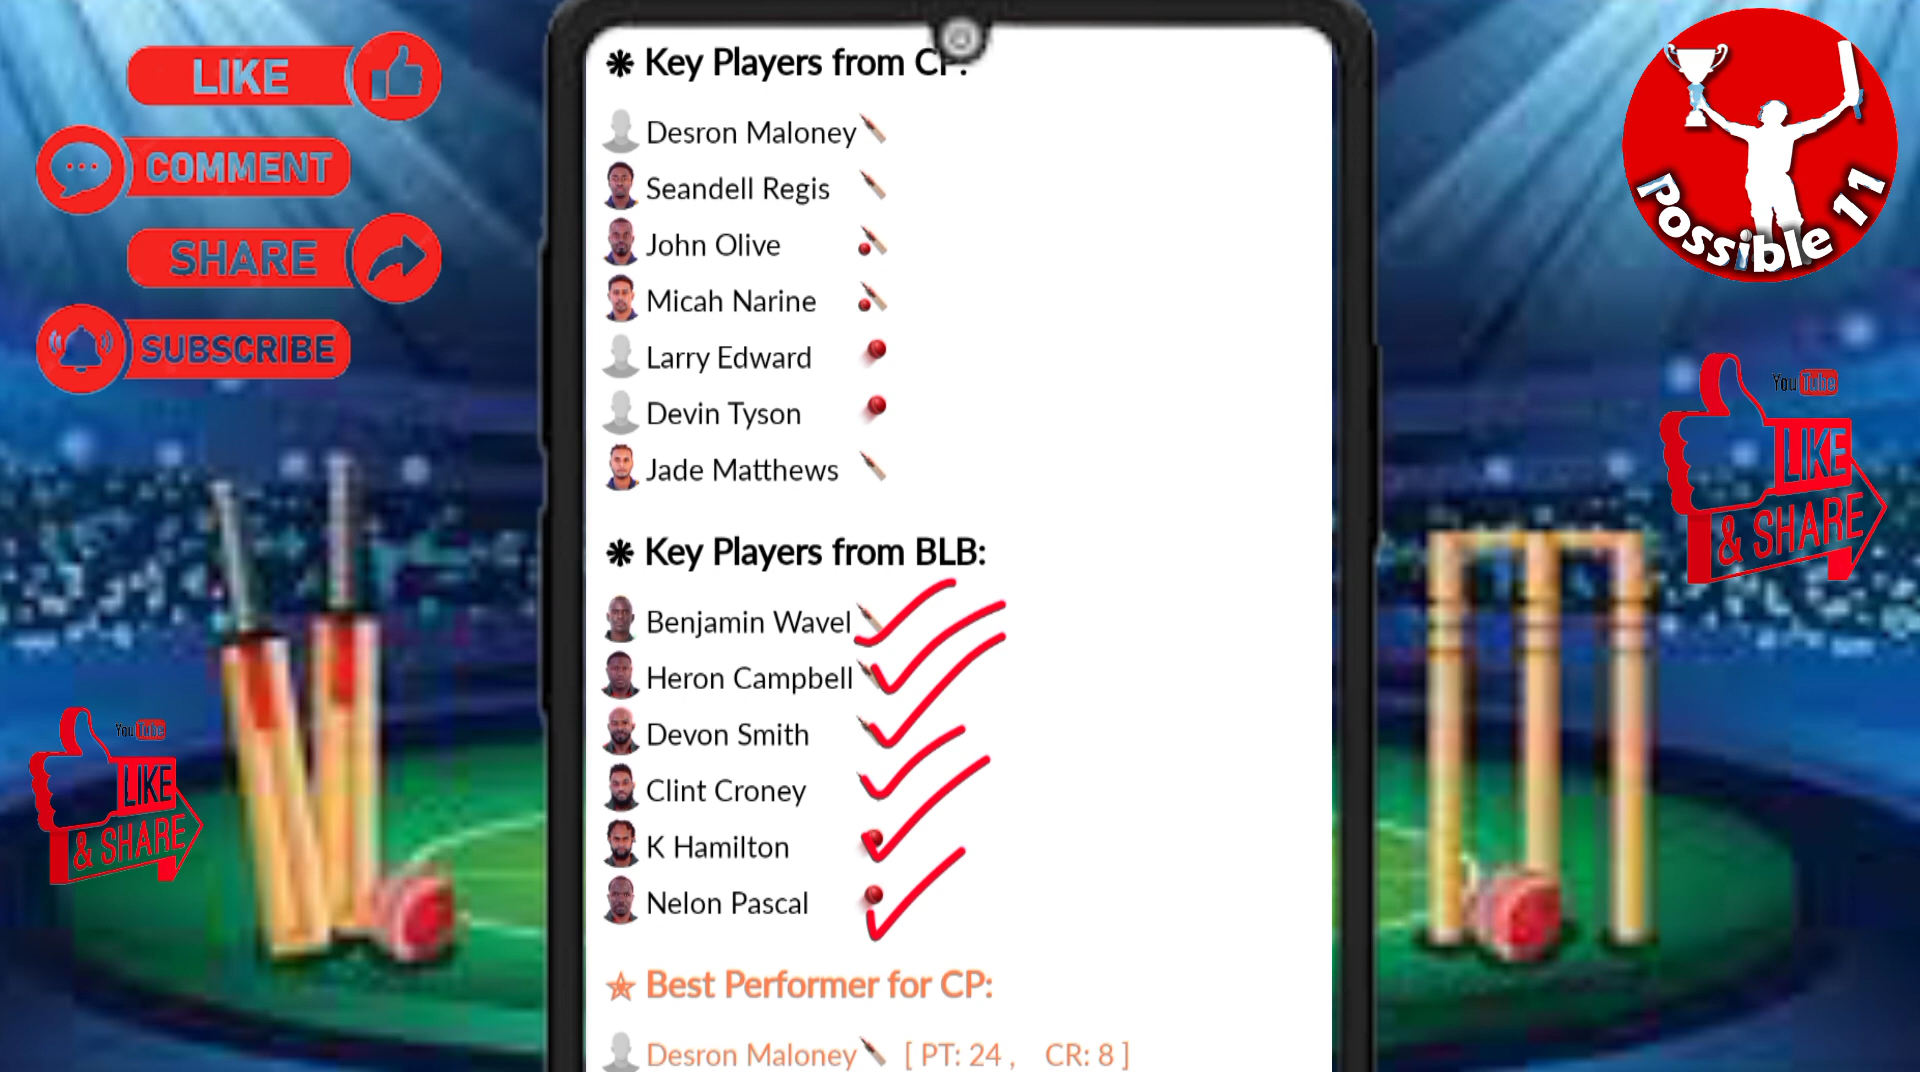 LIKE
COMMENT
SHARE
SUBSCRIBE
✱ Key Players from CP:
Desron Maloney
Seandell Regis
John Olive
Micah Narine
Larry Edward
Devin Tyson
Jade Matthews
✱ Key Players from BLB:
Benjamin Wavel
Heron Campbell
Devon Smith
Clint Croney
K Hamilton
Nelon Pascal
☆ Best Performer for CP:
Desron Maloney [ PT: 24 , CR: 8 ]
Possible 11
YouTube
LIKE
& SHARE
YouTube
LIKE
& SHARE